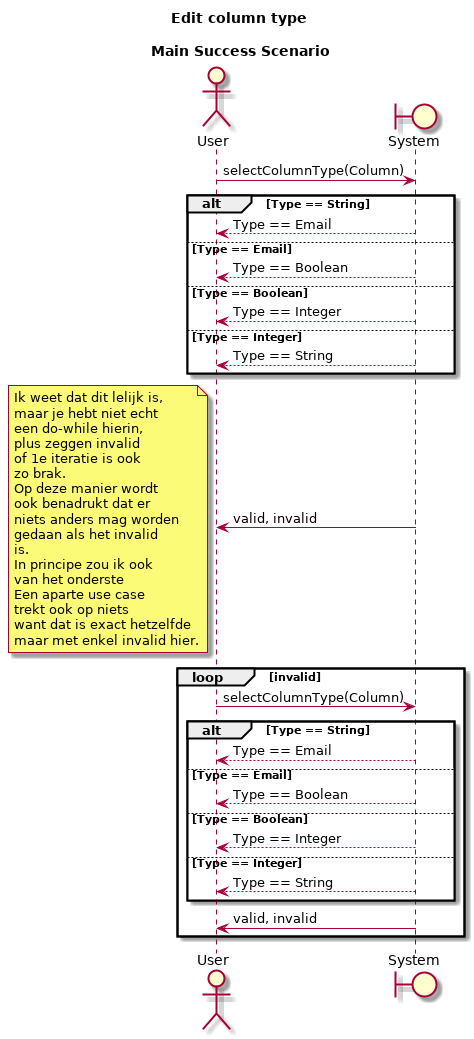 Edit column type
Main Success Scenario
User
System
selectColumnType(Column)
alt [Type == String]
Type == Email
[Type == Email]
Type == Boolean
[Type == Boolean]
Type == Integer
[Type == Integer]
Type == String
Ik weet dat dit lelijk is,
maar je hebt niet echt
een do-while hierin,
plus zeggen invalid
of 1e iteratie is ook
zo brak.
Op deze manier wordt
ook benadrukt dat er
niets anders mag worden
gedaan als het invalid
is.
In principe zou ik ook
van het onderste
Een aparte use case
trekt ook op niets
want dat is exact hetzelfde
maar met enkel invalid hier.
valid, invalid
loop [invalid]
selectColumnType(Column)
alt [Type == String]
Type == Email
[Type == Email]
Type == Boolean
[Type == Boolean]
Type == Integer
[Type == Integer]
Type == String
valid, invalid
User
System